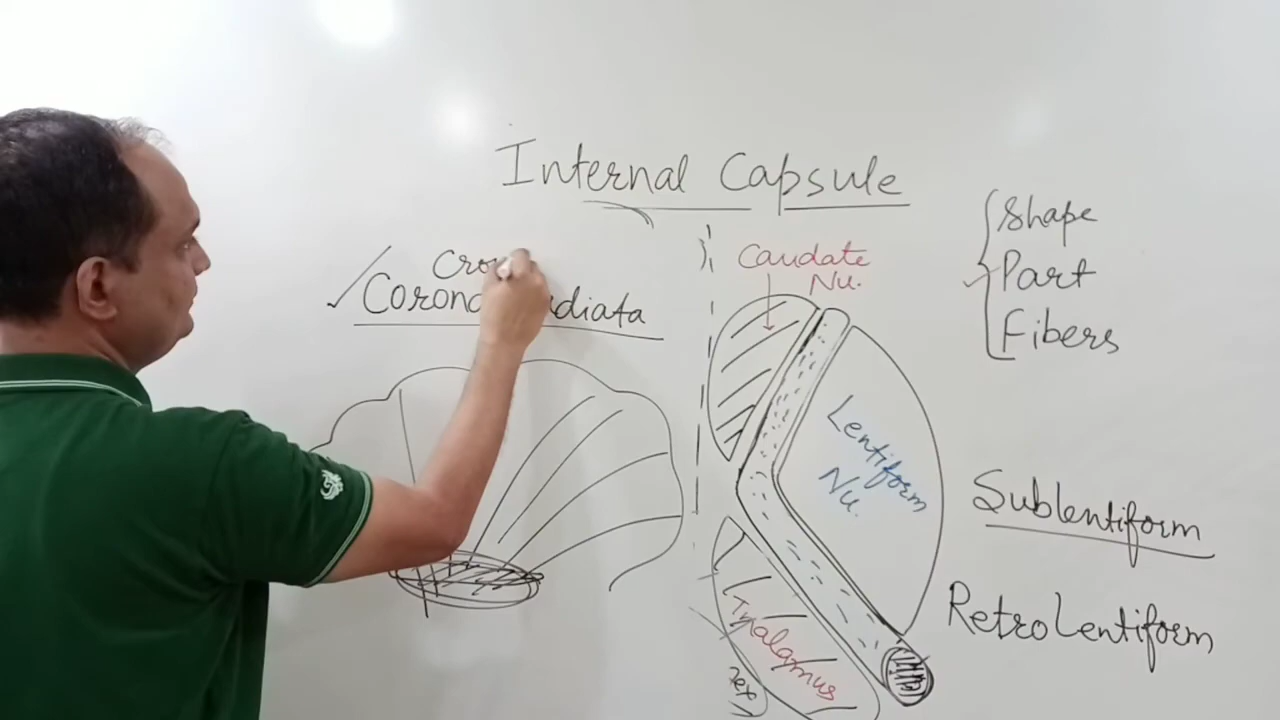 Internal Capsule
Shape
Part
Fibers
Caudate
Nu.
Lentiform
Nu.
Sublentiform
RetroLentiform
Thalamus